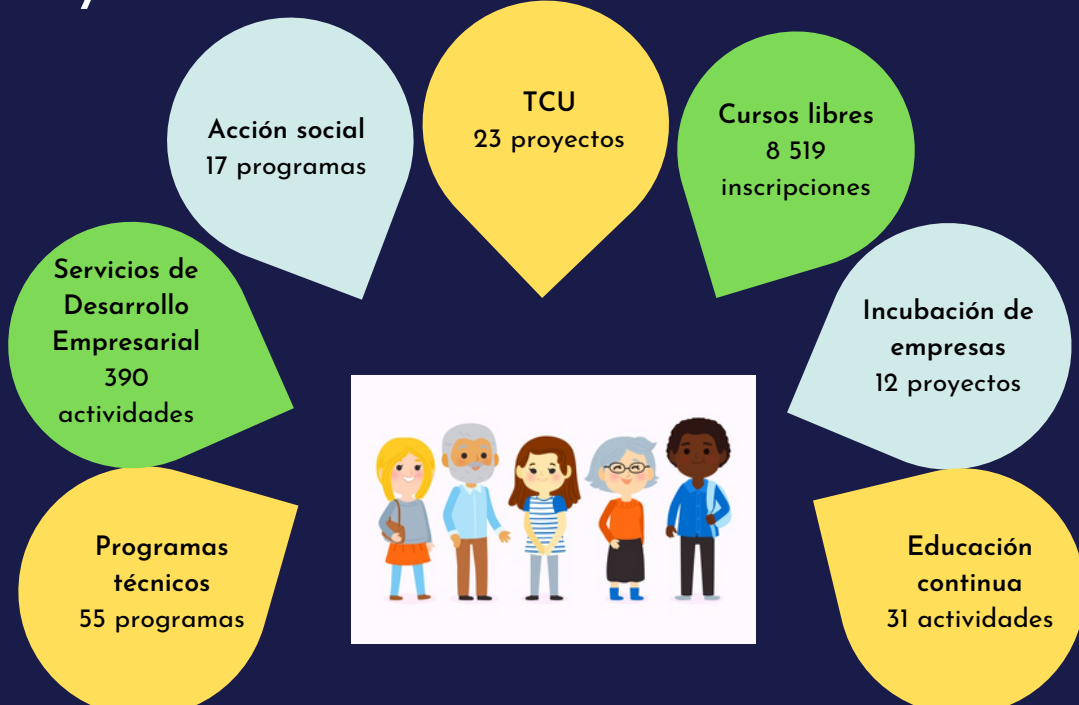 Acción social
17 programas
TCU
23 proyectos
Cursos libres
8 519
inscripciones
Servicios de
Desarrollo
Empresarial
390
actividades
Incubación de
empresas
12 proyectos
Programas
técnicos
55 programas
Educación
continua
31 actividades